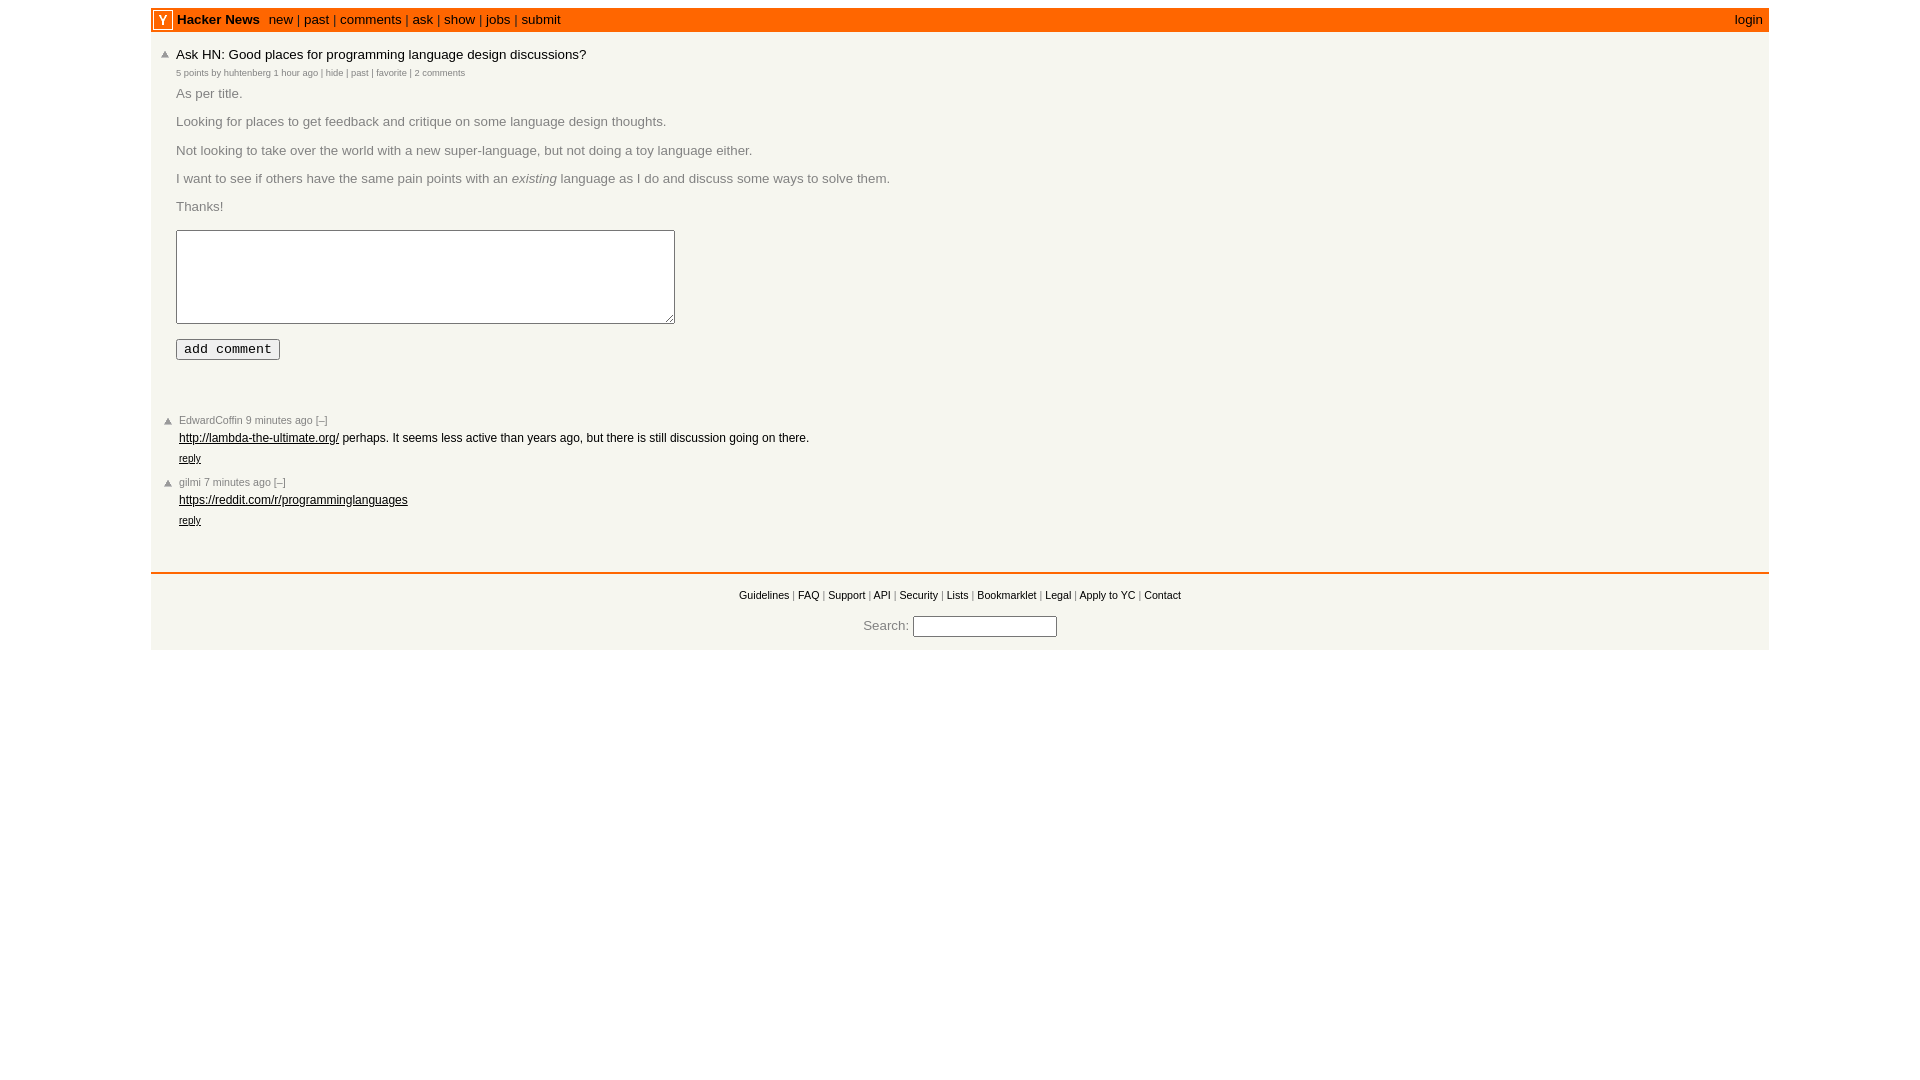 Y Hacker News new | past | comments | ask | show | jobs | submit login
Ask HN: Good places for programming language design discussions?
5 points by huhtenberg 1 hour ago | hide | past | favorite | 2 comments
As per title.
Looking for places to get feedback and critique on some language design thoughts.
Not looking to take over the world with a new super-language, but not doing a toy language either.
I want to see if others have the same pain points with an existing language as I do and discuss some ways to solve them.
Thanks!
add comment
EdwardCoffin 9 minutes ago [–]
http://lambda-the-ultimate.org/ perhaps. It seems less active than years ago, but there is still discussion going on there.
reply
gilmi 7 minutes ago [–]
https://reddit.com/r/programminglanguages
reply
Guidelines | FAQ | Support | API | Security | Lists | Bookmarklet | Legal | Apply to YC | Contact
Search: